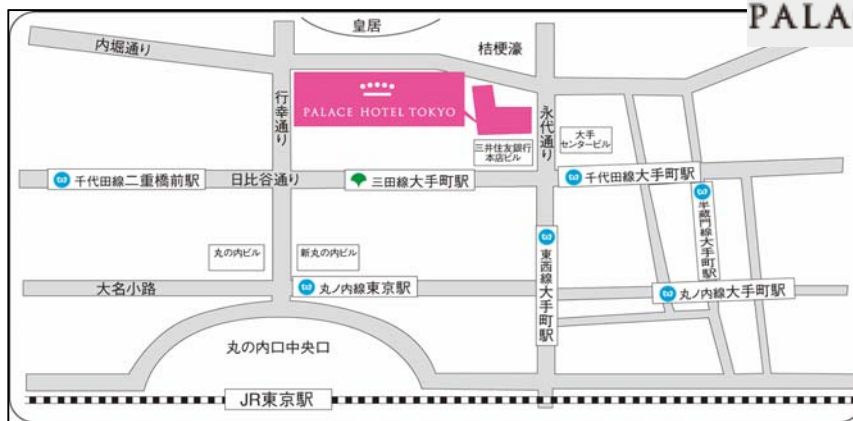 PALA
皇居
内堀通り
桔梗濠
行幸通り
PALACE HOTEL TOKYO
永代通り
大手
センタービル
三井住友銀行
本店ビル
千代田線二重橋前駅
日比谷通り
三田線大手町駅
千代田線大手町駅
半蔵門線大手町駅
丸の内ビル
新丸の内ビル
東西線大手町駅
大名小路
丸ノ内線東京駅
丸ノ内線大手町駅
丸の内口中央口
JR東京駅